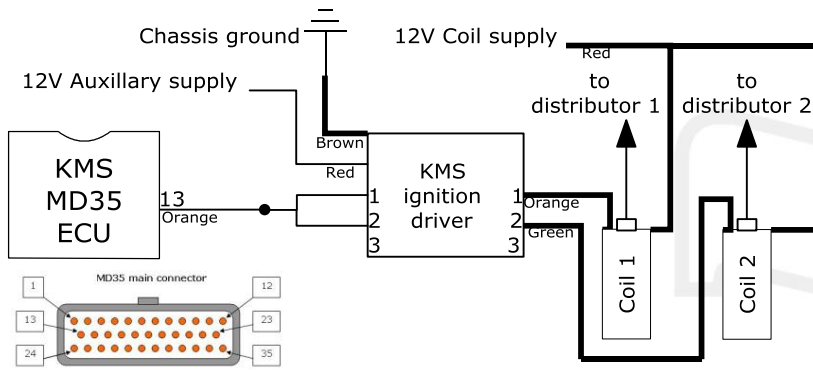 Chassis ground
12V Coil supply
Red
12V Auxillary supply
to
distributor 1
to
distributor 2
Brown
Red
KMS
MD35
ECU
13
Orange
KMS
ignition
driver
1
2
3
1
2
3
Orange
Green
Coil 1
Coil 2
MD35 main connector
1
12
13
23
24
35